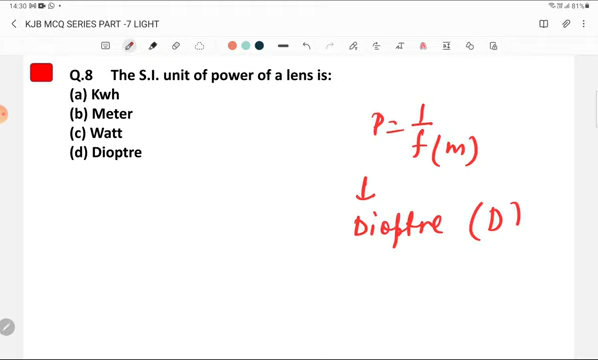 14:30
81%
KJB MCQ SERIES PART -7 LIGHT
Q.8 The S.I. unit of power of a lens is:
(a) Kwh
(b) Meter
(c) Watt
(d) Dioptre
P = 1/f (m)
↓
Dioptre (D)